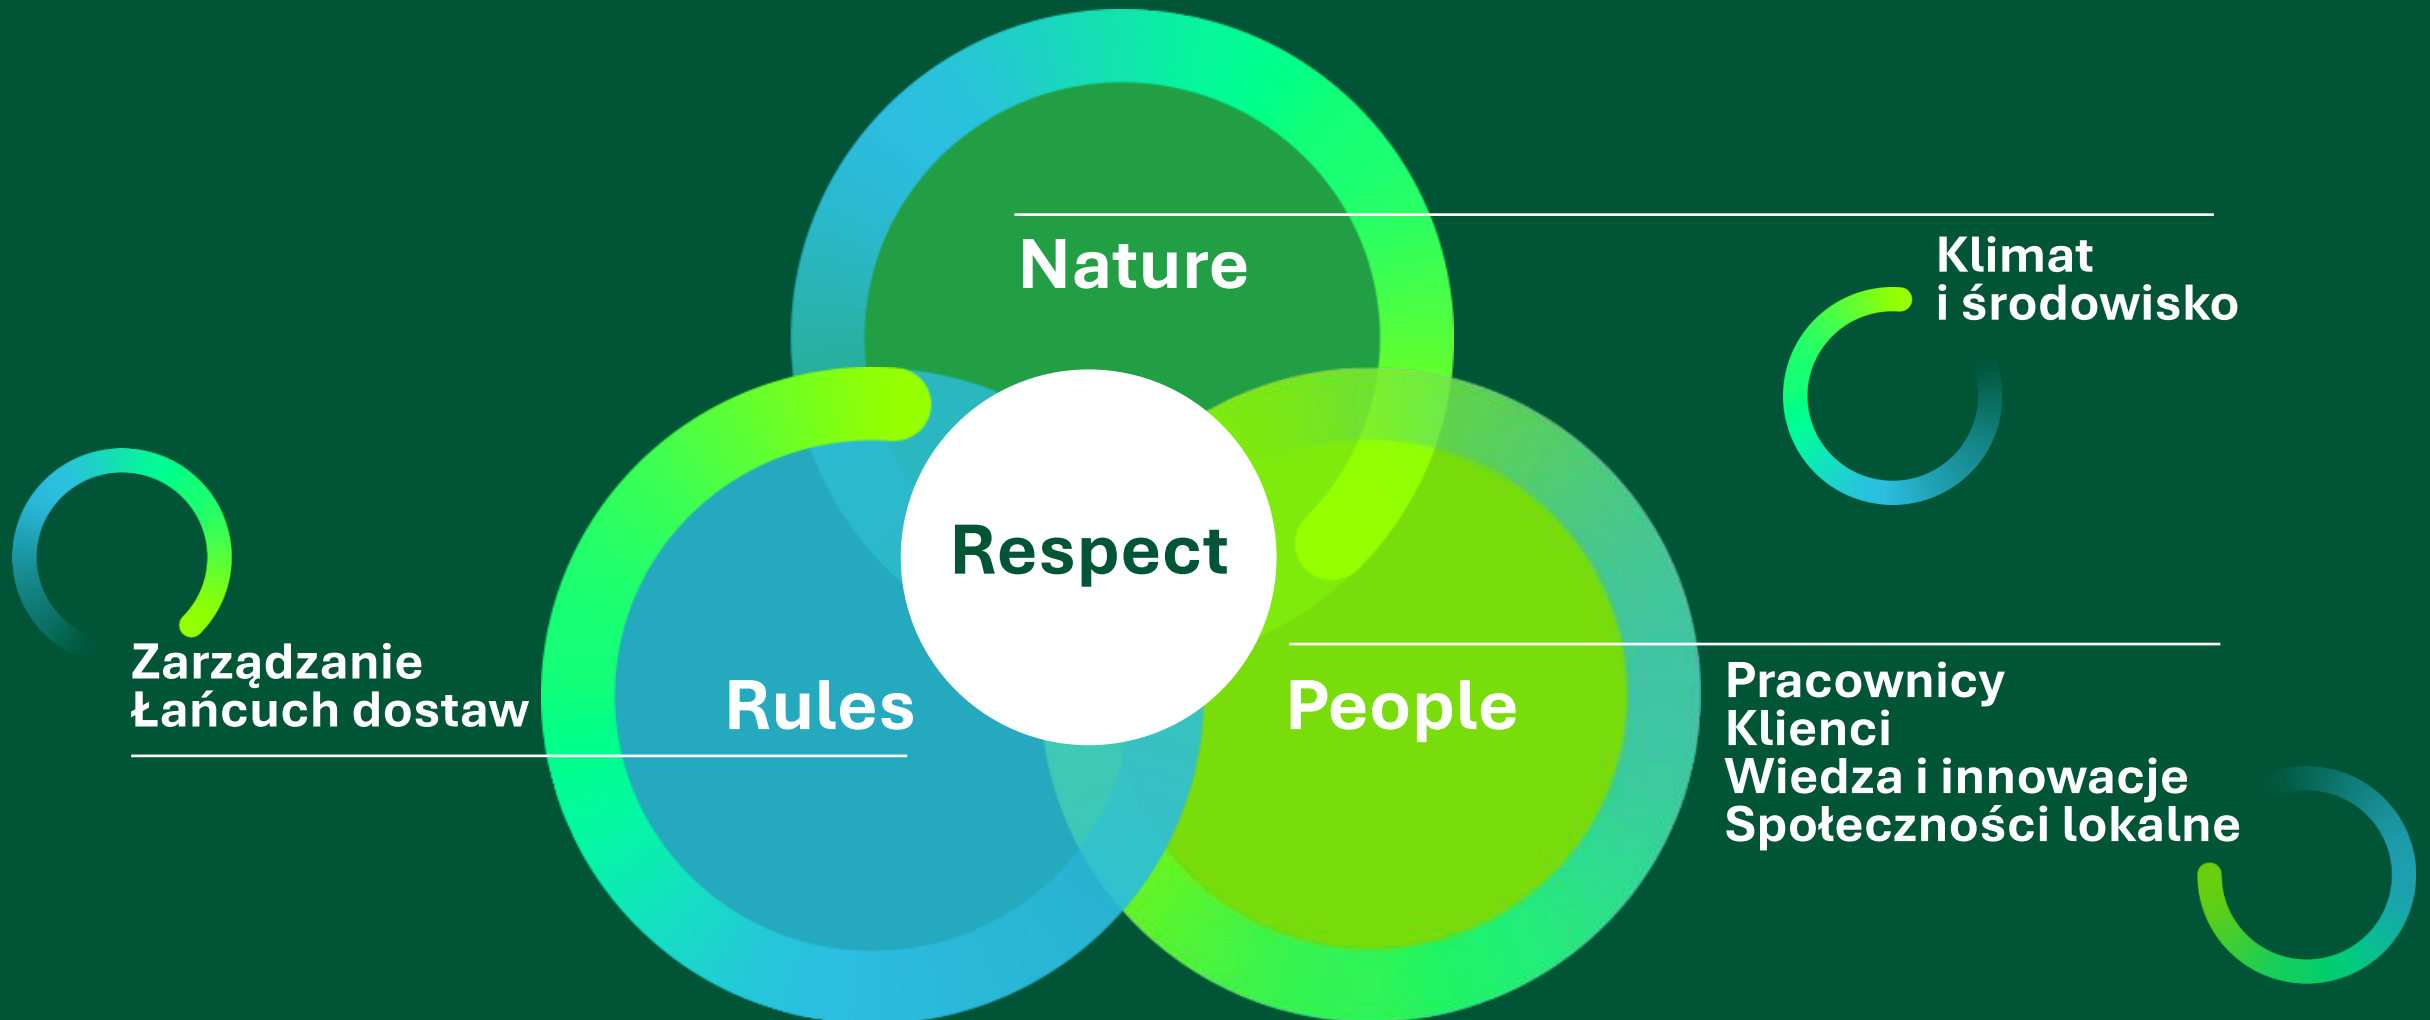 Nature
Klimat
i środowisko
Respect
Zarządzanie
Łańcuch dostaw
Rules
People
Pracownicy
Klienci
Wiedza i innowacje
Społeczności lokalne